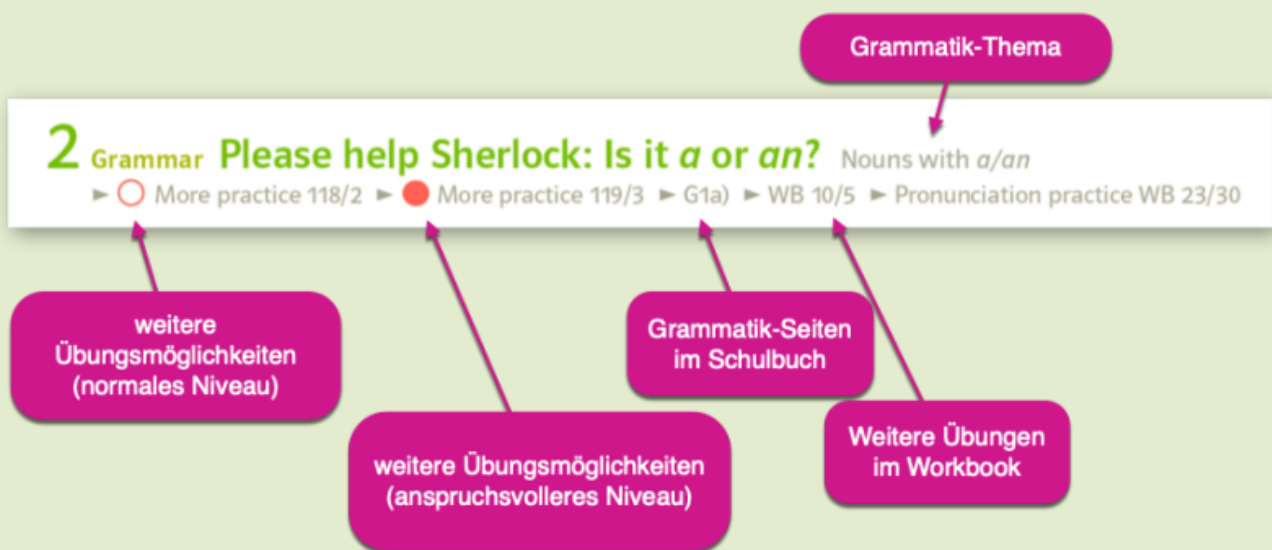 Grammatik-Thema
2 Grammar Please help Sherlock: Is it a or an? Nouns with a/an
► ○ More practice 118/2 ► ● More practice 119/3 ► G1a) ► WB 10/5 ► Pronunciation practice WB 23/30
weitere
Übungsmöglichkeiten
(normales Niveau)
weitere Übungsmöglichkeiten
(anspruchsvolleres Niveau)
Grammatik-Seiten
im Schulbuch
Weitere Übungen
im Workbook